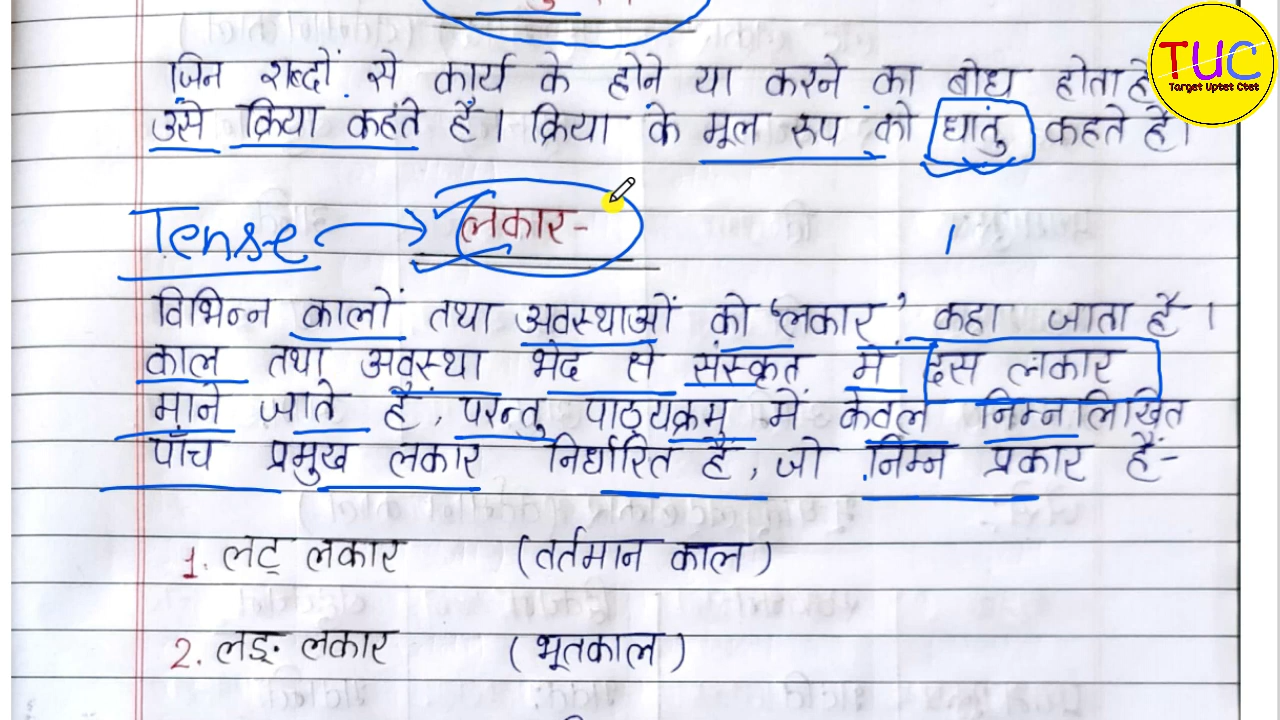 जिन शब्दों से कार्य के होने या करने का बोध होता है
उसे क्रिया कहते हैं। क्रिया के मूल रूप को धातु कहते हैं।
TUC
Target Uptet Ctet
Tense → लकार-
विभिन्न कालों तथा अवस्थाओं को 'लकार' कहा जाता है।
काल तथा अवस्था भेद से संस्कृत में दस लकार
माने जाते हैं, परन्तु पाठ्यक्रम में केवल निम्नलिखित
पाँच प्रमुख लकार निर्धारित हैं, जो निम्न प्रकार हैं-
1. लट् लकार (वर्तमान काल)
2. लङ्. लकार (भूतकाल)